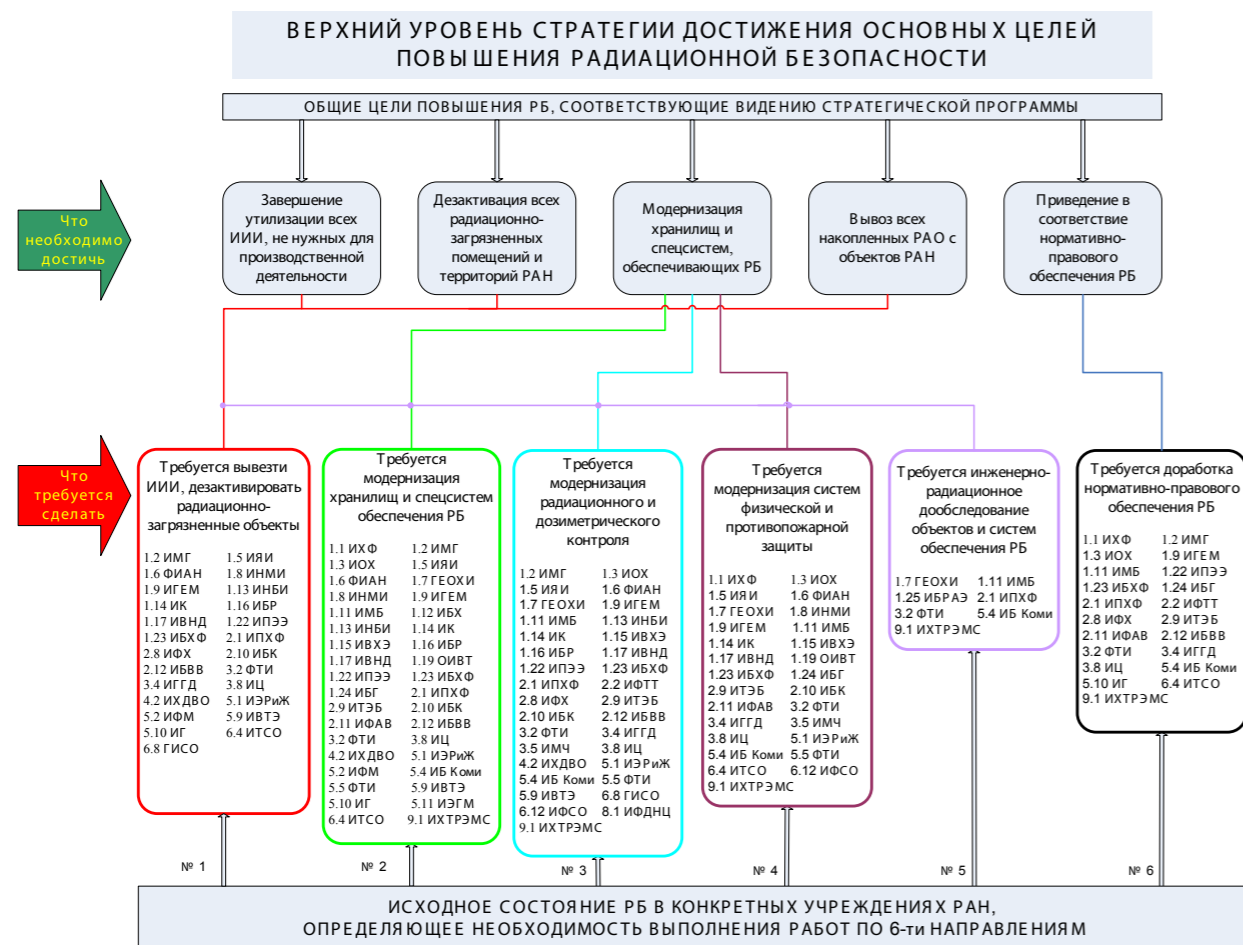 ВЕРХНИЙ УРОВЕНЬ СТРАТЕГИИ ДОСТИЖЕНИЯ ОСНОВНЫХ ЦЕЛЕЙ
ПОВЫШЕНИЯ РАДИАЦИОННОЙ БЕЗОПАСНОСТИ
ОБЩИЕ ЦЕЛИ ПОВЫШЕНИЯ РБ, СООТВЕТСТВУЮЩИЕ ВИДЕНИЮ СТРАТЕГИЧЕСКОЙ ПРОГРАММЫ
Что
необходимо
достичь
Завершение
утилизации всех
ИИИ, не нужных для
производственной
деятельности
Дезактивация всех
радиационно-
загрязненных
помещений и
территорий РАН
Модернизация
хранилищ и
спецсистем,
обеспечивающих РБ
Вывоз всех
накопленных РАО с
объектов РАН
Приведение в
соответствие
нормативно-
правового
обеспечения РБ
Что
требуется
сделать
Требуется вывезти
ИИИ, дезактивировать
радиационно-
загрязненные объекты
1.2 ИМГ 1.5 ИЯИ
1.6 ФИАН 1.8 ИНМИ
1.9 ИГЕМ 1.13 ИНБИ
1.14 ИК 1.16 ИБР
1.17 ИВНД 1.22 ИПЭЭ
1.23 ИБХФ 2.1 ИПХФ
2.8 ИФХ 2.10 ИБК
2.12 ИБВВ 3.2 ФТИ
3.4 ИГГД 3.8 ИЦ
4.2 ИХДВО 5.1 ИЭРиЖ
5.2 ИФМ 5.9 ИВТЭ
5.10 ИГ 6.4 ИТСО
6.8 ГИСО
Требуется
модернизация
хранилищ и спецсистем
обеспечения РБ
1.1 ИХФ 1.2 ИМГ
1.3 ИОХ 1.5 ИЯИ
1.6 ФИАН 1.7 ГЕОХИ
1.8 ИНМИ 1.9 ИГЕМ
1.11 ИМБ 1.12 ИБХ
1.13 ИНБИ 1.14 ИК
1.15 ИВХЭ 1.16 ИБР
1.17 ИВНД 1.19 ОИВТ
1.22 ИПЭЭ 1.23 ИБХФ
1.24 ИБГ 2.1 ИПХФ
2.9 ИТЭБ 2.10 ИБК
2.11 ИФАВ 2.12 ИБВВ
3.2 ФТИ 3.8 ИЦ
4.2 ИХДВО 5.1 ИЭРиЖ
5.2 ИФМ 5.4 ИБ Коми
5.5 ФТИ 5.9 ИВТЭ
5.10 ИГ 5.11 ИЭГМ
6.4 ИТСО 9.1 ИХТРЭМС
Требуется
модернизация
радиационного и
дозиметрического
контроля
1.2 ИМГ 1.3 ИОХ
1.5 ИЯИ 1.6 ФИАН
1.7 ГЕОХИ 1.9 ИГЕМ
1.11 ИМБ 1.13 ИНБИ
1.14 ИК 1.15 ИВХЭ
1.16 ИБР 1.17 ИВНД
1.22 ИПЭЭ 1.23 ИБХФ
2.1 ИПХФ 2.2 ИФТТ
2.8 ИФХ 2.9 ИТЭБ
2.10 ИБК 2.12 ИБВВ
3.2 ФТИ 3.4 ИГГД
3.5 ИМЧ 3.8 ИЦ
4.2 ИХДВО 5.1 ИЭРиЖ
5.4 ИБ Коми 5.5 ФТИ
5.9 ИВТЭ 6.8 ГИСО
6.12 ИФСО 8.1 ИФДНЦ
9.1 ИХТРЭМС
Требуется
модернизация систем
физической и
противопожарной
защиты
1.1 ИХФ 1.3 ИОХ
1.5 ИЯИ 1.6 ФИАН
1.7 ГЕОХИ 1.8 ИНМИ
1.9 ИГЕМ 1.11 ИМБ
1.14 ИК 1.15 ИВХЭ
1.17 ИВНД 1.19 ОИВТ
1.23 ИБХФ 1.24 ИБГ
2.9 ИТЭБ 2.10 ИБК
2.11 ИФАВ 3.2 ФТИ
3.4 ИГГД 3.5 ИМЧ
3.8 ИЦ 5.1 ИЭРиЖ
5.4 ИБ Коми 5.5 ФТИ
6.4 ИТСО 6.12 ИФСО
9.1 ИХТРЭМС
Требуется инженерно-
радиационное
дообследование
объектов и систем
обеспечения РБ
1.7 ГЕОХИ 1.11 ИМБ
1.25 ИБРАЭ 2.1 ИПХФ
3.2 ФТИ 5.4 ИБ Коми
9.1 ИХТРЭМС
Требуется доработка
нормативно-правового
обеспечения РБ
1.1 ИХФ 1.2 ИМГ
1.3 ИОХ 1.9 ИГЕМ
1.11 ИМБ 1.22 ИПЭЭ
1.23 ИБХФ 1.24 ИБГ
2.1 ИПХФ 2.2 ИФТТ
2.8 ИФХ 2.9 ИТЭБ
2.11 ИФАВ 2.12 ИБВВ
3.2 ФТИ 3.4 ИГГД
3.8 ИЦ 5.4 ИБ Коми
5.10 ИГ 6.4 ИТСО
9.1 ИХТРЭМС
№ 1 № 2 № 3 № 4 № 5 № 6
ИСХОДНОЕ СОСТОЯНИЕ РБ В КОНКРЕТНЫХ УЧРЕЖДЕНИЯХ РАН,
ОПРЕДЕЛЯЮЩЕЕ НЕОБХОДИМОСТЬ ВЫПОЛНЕНИЯ РАБОТ ПО 6-ти НАПРАВЛЕНИЯМ